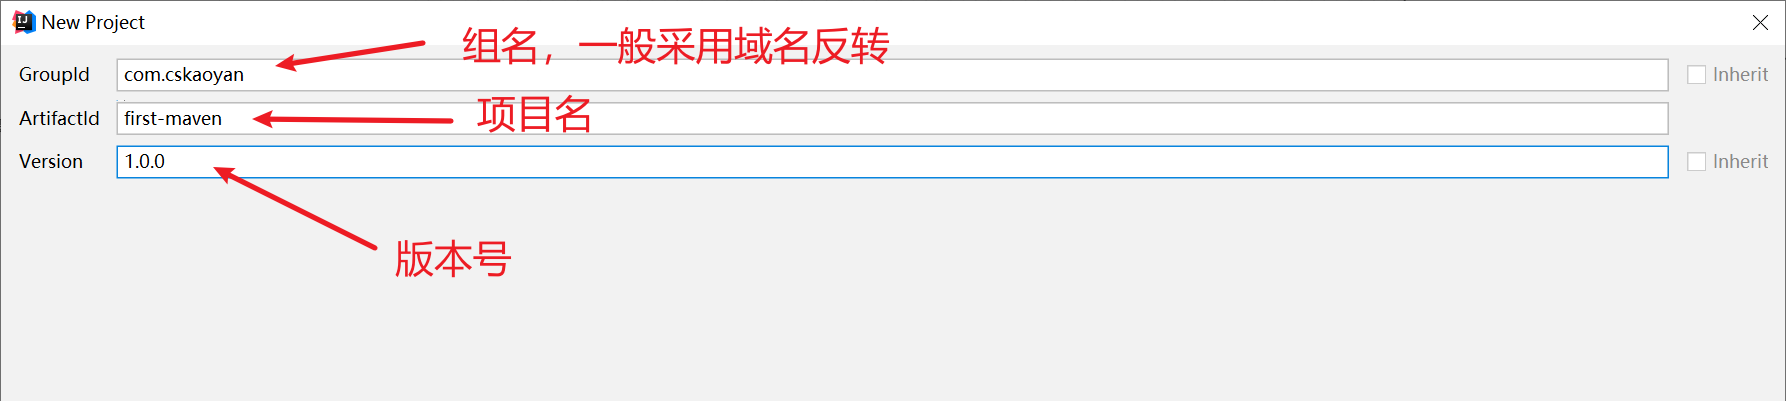 New Project
组名，一般采用域名反转
GroupId com.cskaoyan Inherit
ArtifactId first-maven 项目名
Version 1.0.0 Inherit
版本号